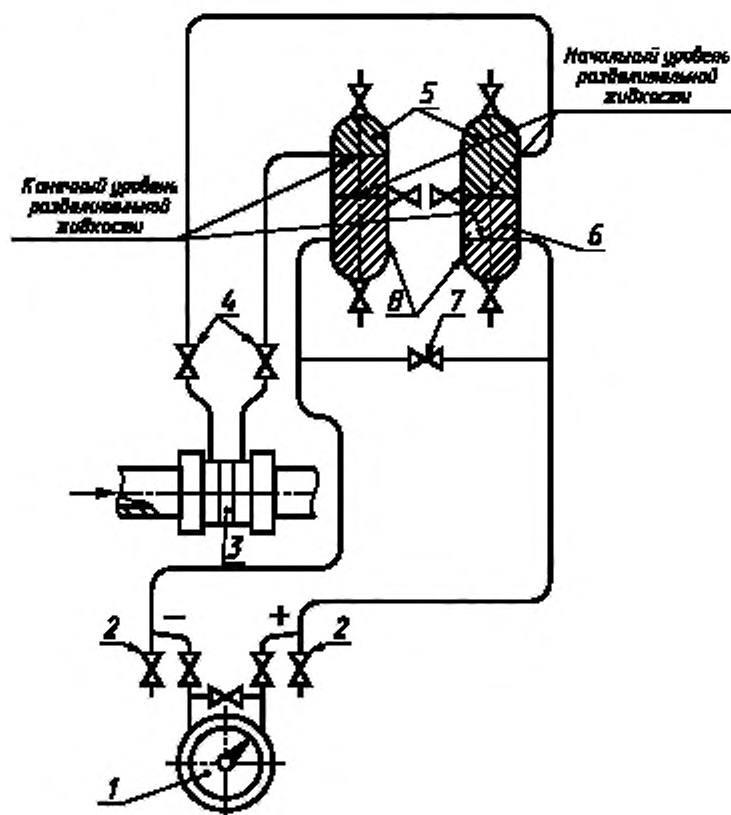 Начальный уровень
разделительной
жидкости
5
Конечный уровень
разделительной
жидкости
6
8
7
4
3
- +
2
2
1